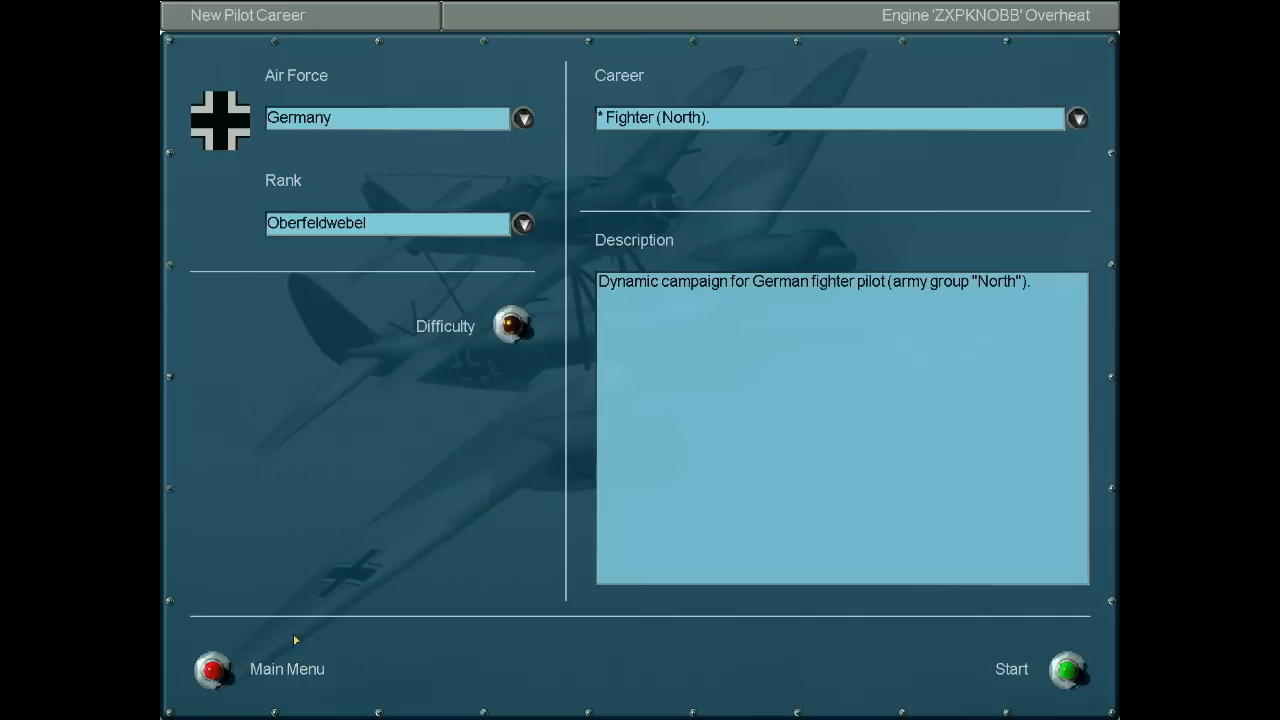 New Pilot Career
Engine 'ZXPKNOBB' Overheat
Air Force
Germany
Rank
Oberfeldwebel
Difficulty
Career
* Fighter (North).
Description
Dynamic campaign for German fighter pilot (army group "North").
Main Menu
Start